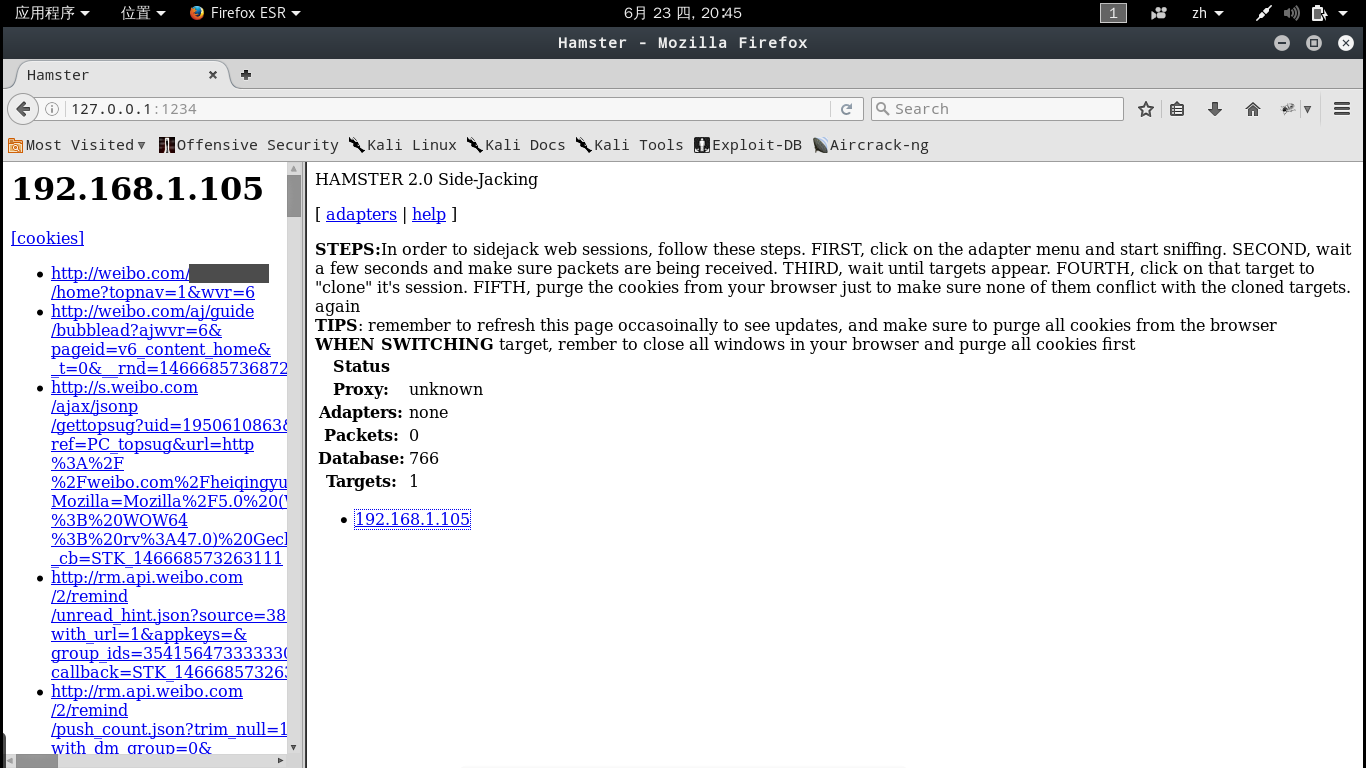 应用程序 位置 Firefox ESR 6月 23 四, 20:45 1 zh
Hamster - Mozilla Firefox
Hamster
127.0.0.1:1234 Search
Most Visited Offensive Security Kali Linux Kali Docs Kali Tools Exploit-DB Aircrack-ng
192.168.1.105
[cookies]
http://weibo.com/
/home?topnav=1&wvr=6
http://weibo.com/aj/guide
/bubblead?ajwvr=6&
pageid=v6_content_home&
_t=0&__rnd=1466685736872
http://s.weibo.com
/ajax/jsonp
/gettopsug?uid=1950610863&
ref=PC_topsug&url=http
%3A%2F
%2Fweibo.com%2Fheiqingyu
Mozilla=Mozilla%2F5.0%20(W
%3B%20WOW64
%3B%20rv%3A47.0)%20Geck
_cb=STK_146668573263111
http://rm.api.weibo.com
/2/remind
/unread_hint.json?source=38
with_url=1&appkeys=&
group_ids=3541564733333330
callback=STK_146668573263
http://rm.api.weibo.com
/2/remind
/push_count.json?trim_null=1
with_dm_group=0&
HAMSTER 2.0 Side-Jacking
[ adapters | help ]
STEPS:In order to sidejack web sessions, follow these steps. FIRST, click on the adapter menu and start sniffing. SECOND, wait
a few seconds and make sure packets are being received. THIRD, wait until targets appear. FOURTH, click on that target to
"clone" it's session. FIFTH, purge the cookies from your browser just to make sure none of them conflict with the cloned targets.
again
TIPS: remember to refresh this page occasoinally to see updates, and make sure to purge all cookies from the browser
WHEN SWITCHING target, rember to close all windows in your browser and purge all cookies first
Status
Proxy: unknown
Adapters: none
Packets: 0
Database: 766
Targets: 1
192.168.1.105